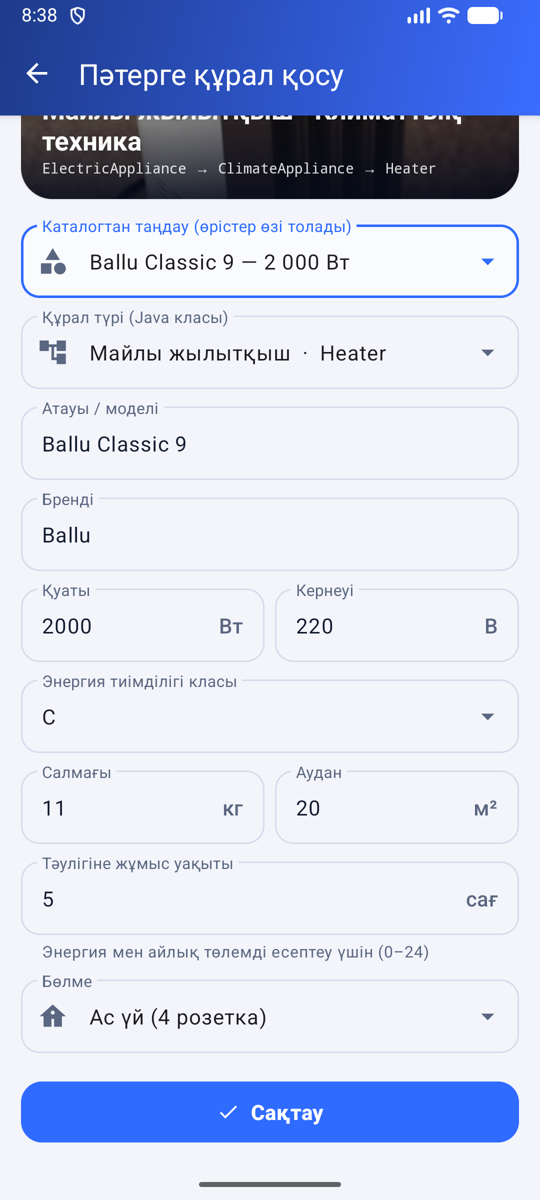 8:38
Пәтерге құрал қосу
Майлы жылытқыш · Климаттық
техника
ElectricAppliance → ClimateAppliance → Heater
Каталогтан таңдау (өрістер өзі толады)
Ballu Classic 9 — 2 000 Вт
Құрал түрі (Java класы)
Майлы жылытқыш · Heater
Атауы / моделі
Ballu Classic 9
Бренді
Ballu
Қуаты
2000 Вт
Кернеуі
220 В
Энергия тиімділігі класы
C
Салмағы
11 кг
Аудан
20 м²
Тәулігіне жұмыс уақыты
5 сағ
Энергия мен айлық төлемді есептеу үшін (0–24)
Бөлме
Ас үй (4 розетка)
Сақтау